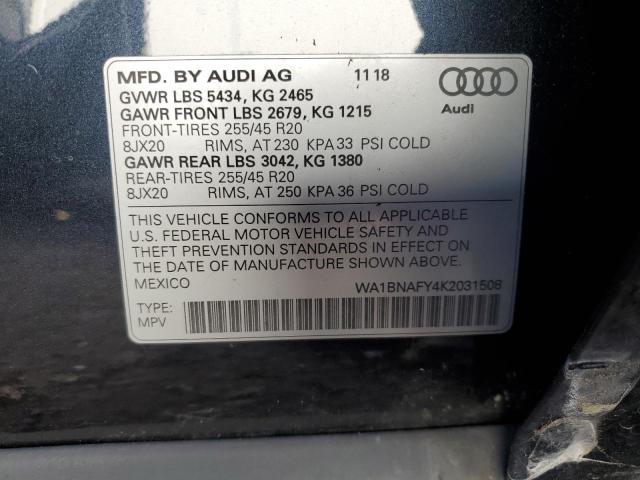 MFD. BY AUDI AG 11 18
GVWR LBS 5434, KG 2465
GAWR FRONT LBS 2679, KG 1215
FRONT-TIRES 255/45 R20
8JX20 RIMS, AT 230 KPA 33 PSI COLD
GAWR REAR LBS 3042, KG 1380
REAR-TIRES 255/45 R20
8JX20 RIMS, AT 250 KPA 36 PSI COLD
Audi
THIS VEHICLE CONFORMS TO ALL APPLICABLE
U.S. FEDERAL MOTOR VEHICLE SAFETY AND
THEFT PREVENTION STANDARDS IN EFFECT ON
THE DATE OF MANUFACTURE SHOWN ABOVE.
MEXICO WA1BNAFY4K2031508
TYPE:
MPV